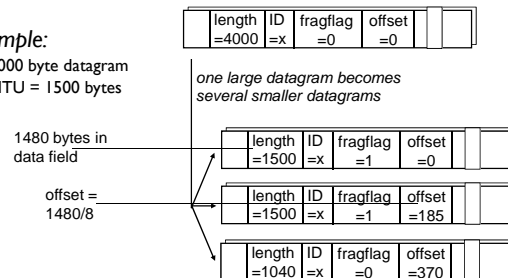 length ID fragflag offset
=4000 =x =0 =0
mple:
000 byte datagram
MTU = 1500 bytes
one large datagram becomes
several smaller datagrams
1480 bytes in
data field
length ID fragflag offset
=1500 =x =1 =0
offset =
1480/8
length ID fragflag offset
=1500 =x =1 =185
length ID fragflag offset
=1040 =x =0 =370